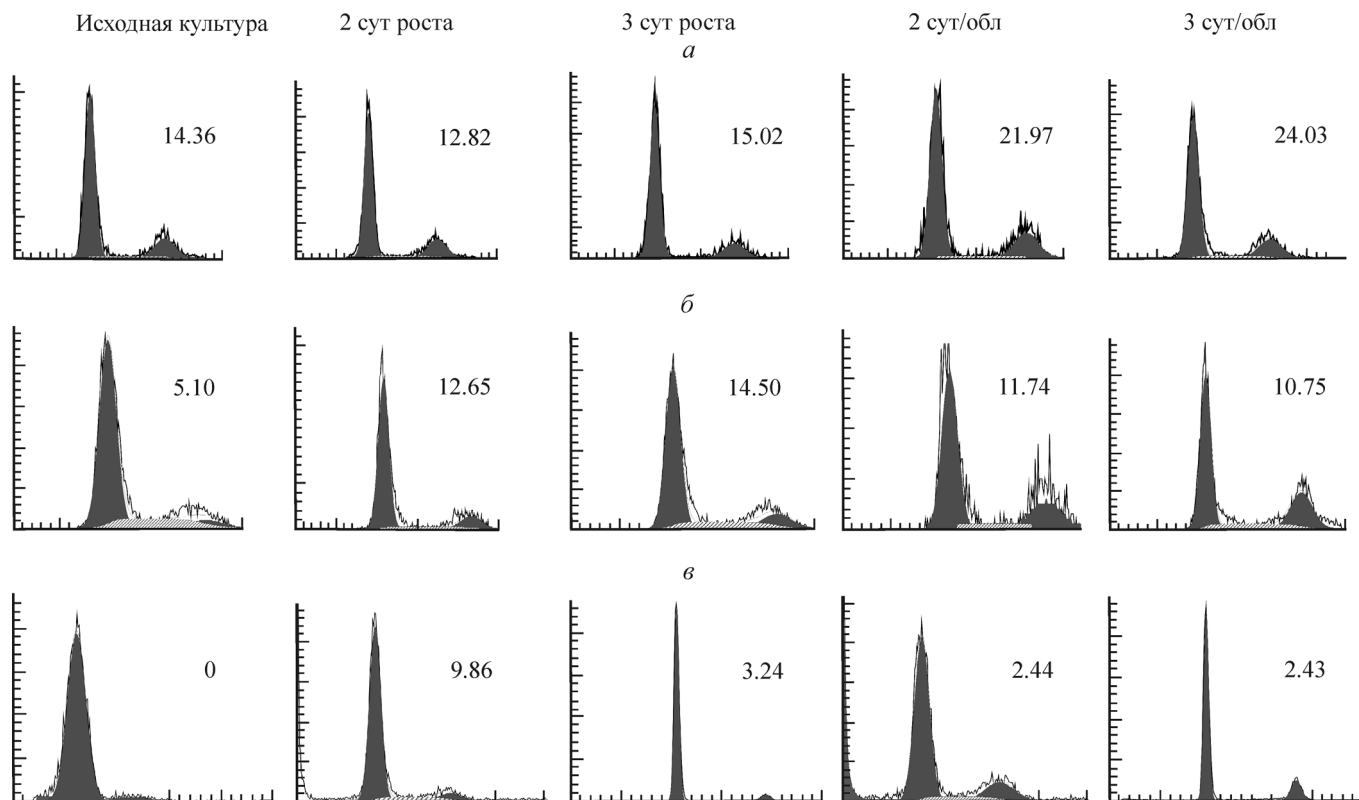 Исходная культура 2 сут роста 3 сут роста 2 сут/обл 3 сут/обл
а
14.36 12.82 15.02 21.97 24.03
б
5.10 12.65 14.50 11.74 10.75
в
0 9.86 3.24 2.44 2.43